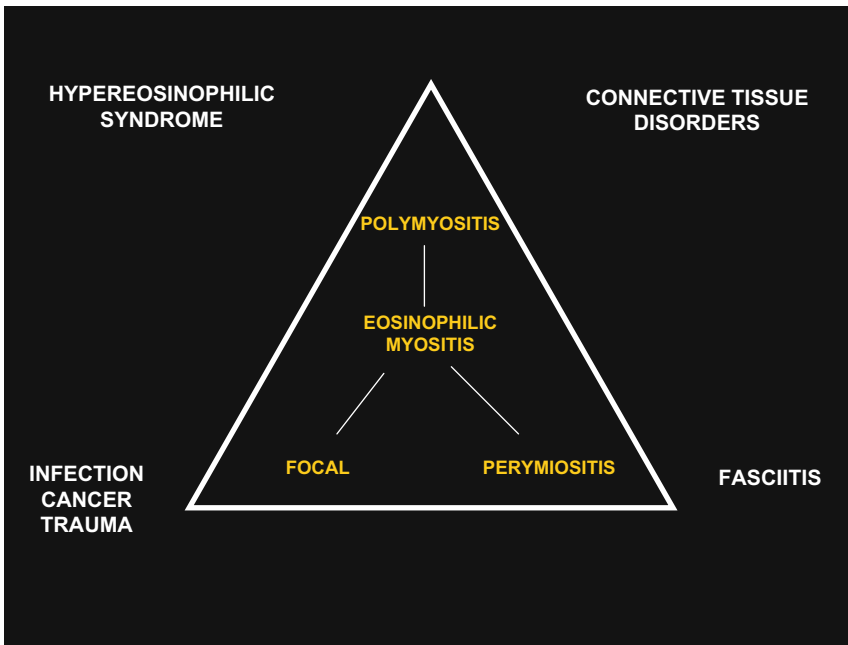 HYPEREOSINOPHILIC
SYNDROME
CONNECTIVE TISSUE
DISORDERS
POLYMYOSITIS
EOSINOPHILIC
MYOSITIS
FOCAL
PERYMIOSITIS
INFECTION
CANCER
TRAUMA
FASCIITIS